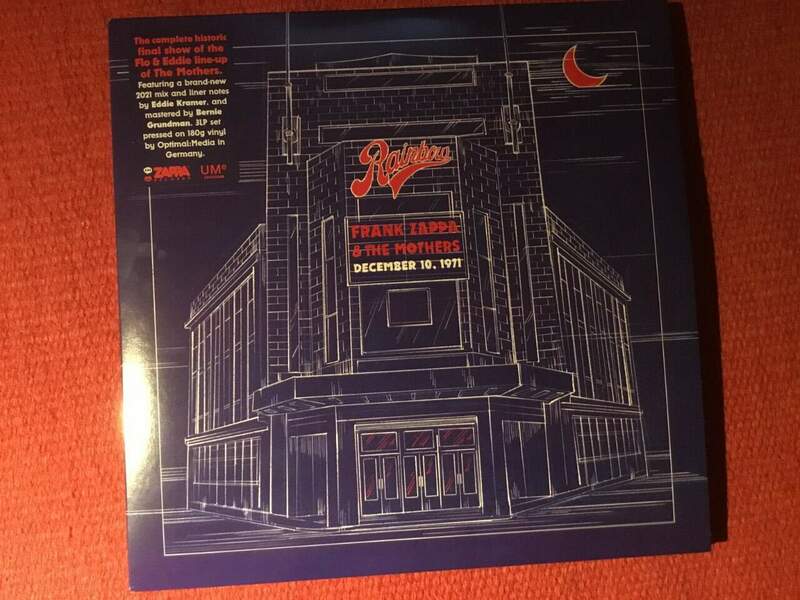 The complete historic
final show of the
Flo & Eddie line-up
of The Mothers.
Featuring a brand-new
2021 mix and liner notes
by Eddie Kramer, and
mastered by Bernie
Grundman. 3LP set
pressed on 180g vinyl
by Optimal:Media in
Germany.
ZAPPA
UMe
Rainbow
FRANK ZAPPA
& THE MOTHERS
DECEMBER 10, 1971